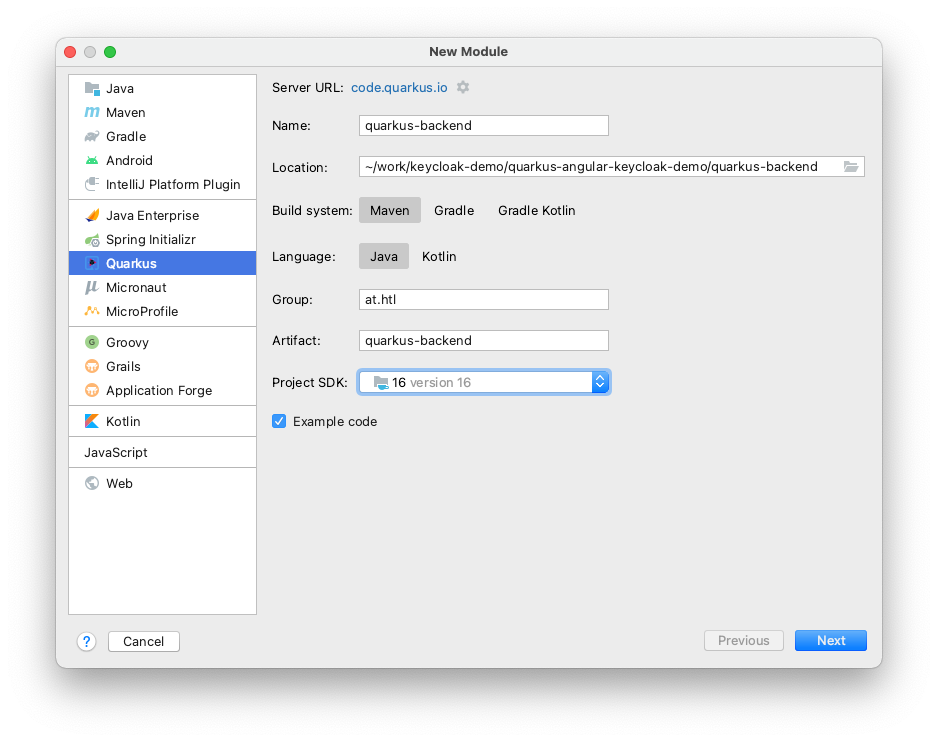 New Module
Java
Maven
Gradle
Android
IntelliJ Platform Plugin
Java Enterprise
Spring Initializr
Quarkus
Micronaut
MicroProfile
Groovy
Grails
Application Forge
Kotlin
JavaScript
Web
Server URL: code.quarkus.io
Name: quarkus-backend
Location: ~/work/keycloak-demo/quarkus-angular-keycloak-demo/quarkus-backend
Build system: Maven Gradle Gradle Kotlin
Language: Java Kotlin
Group: at.htl
Artifact: quarkus-backend
Project SDK: 16 version 16
Example code
? Cancel Previous Next